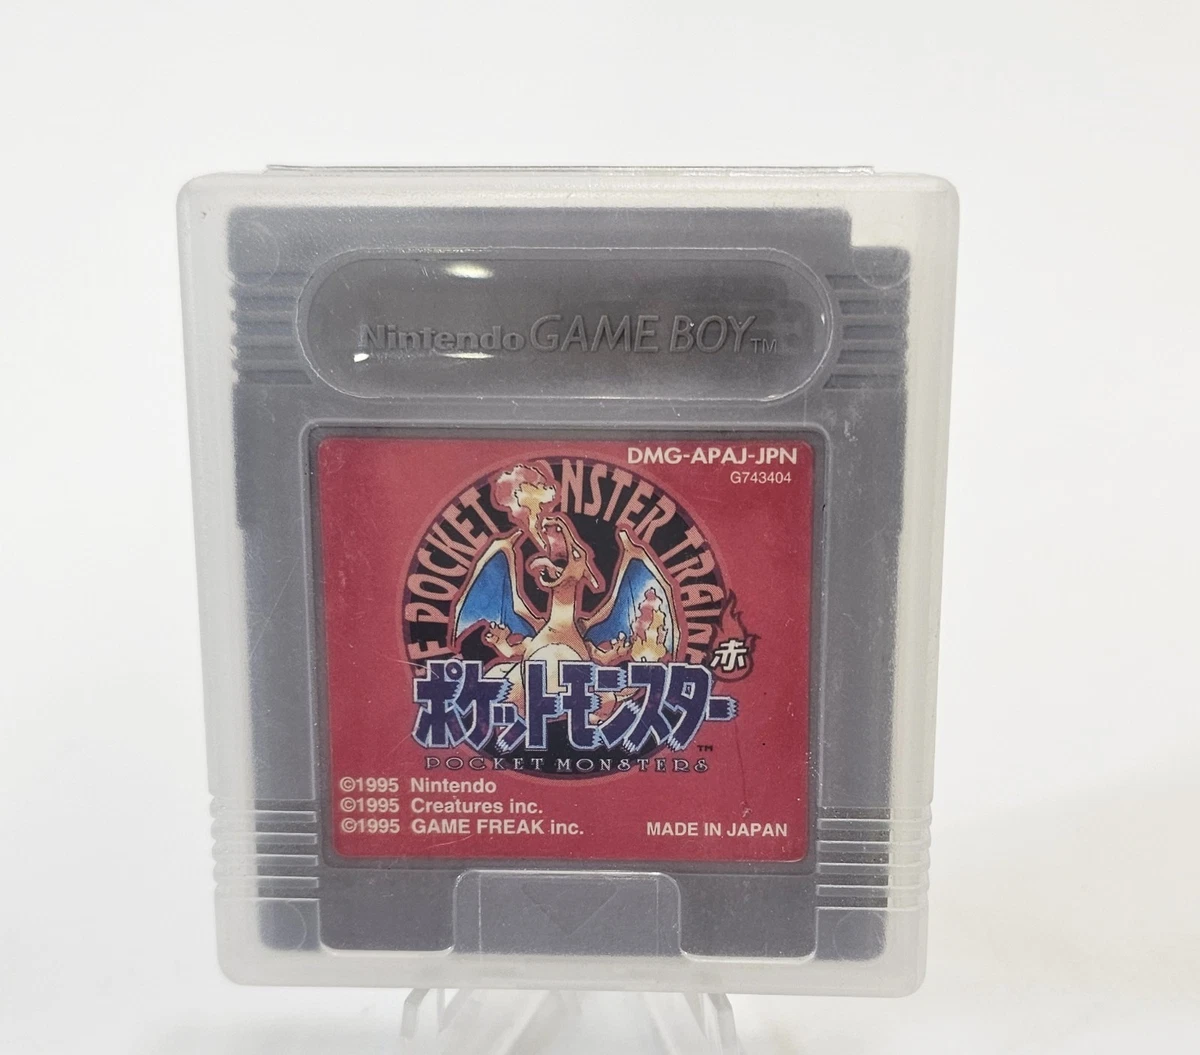 Nintendo GAME BOY™
DMG-APAJ-JPN
G743404
E POCKET MONSTER TRAIN
赤
ポケットモンスター™
POCKET MONSTERS
©1995 Nintendo
©1995 Creatures inc.
©1995 GAME FREAK inc.
MADE IN JAPAN